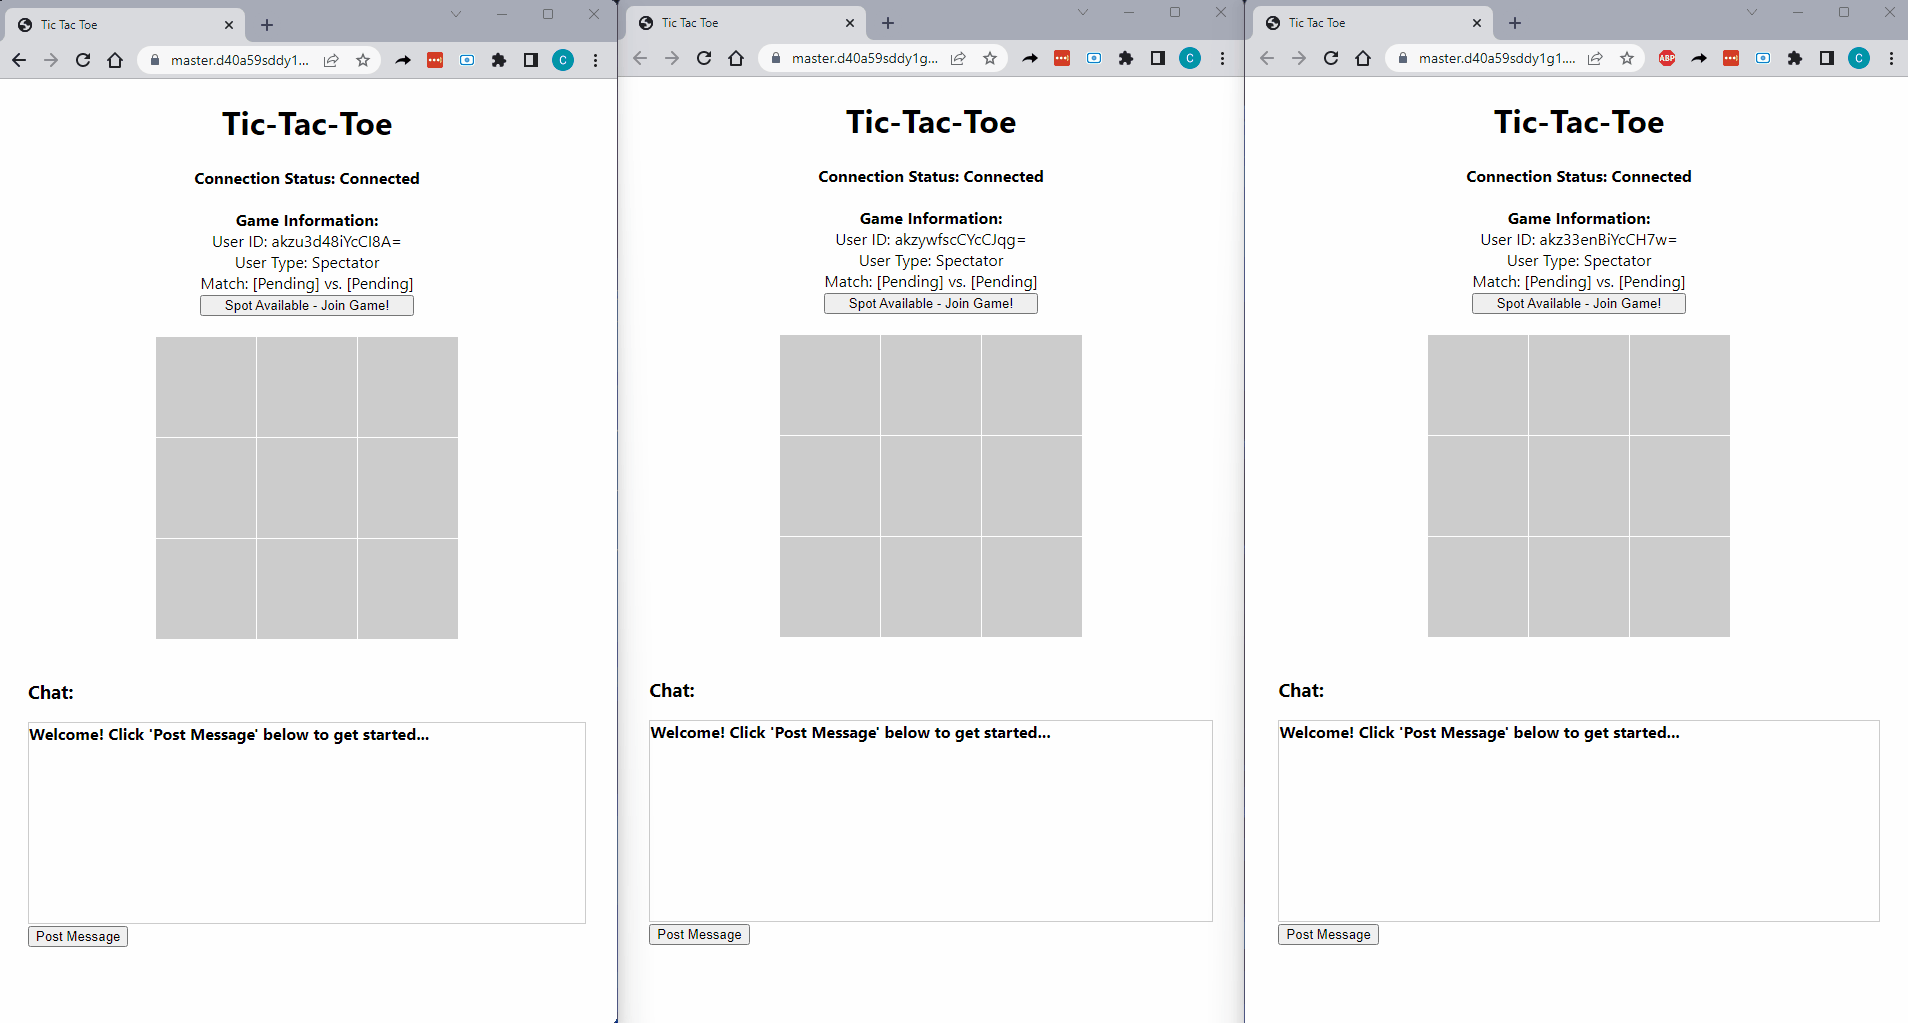 Tic Tac Toe
master.d40a59sddy1...
C
Tic-Tac-Toe
Connection Status: Connected
Game Information:
User ID: akzu3d48iYcCI8A=
User Type: Spectator
Match: [Pending] vs. [Pending]
Spot Available - Join Game!
Chat:
Welcome! Click 'Post Message' below to get started...
Post Message
Tic Tac Toe
master.d40a59sddy1g...
C
Tic-Tac-Toe
Connection Status: Connected
Game Information:
User ID: akzywfscCYcCJqg=
User Type: Spectator
Match: [Pending] vs. [Pending]
Spot Available - Join Game!
Chat:
Welcome! Click 'Post Message' below to get started...
Post Message
Tic Tac Toe
master.d40a59sddy1g1....
ABP
C
Tic-Tac-Toe
Connection Status: Connected
Game Information:
User ID: akz33enBiYcCH7w=
User Type: Spectator
Match: [Pending] vs. [Pending]
Spot Available - Join Game!
Chat:
Welcome! Click 'Post Message' below to get started...
Post Message